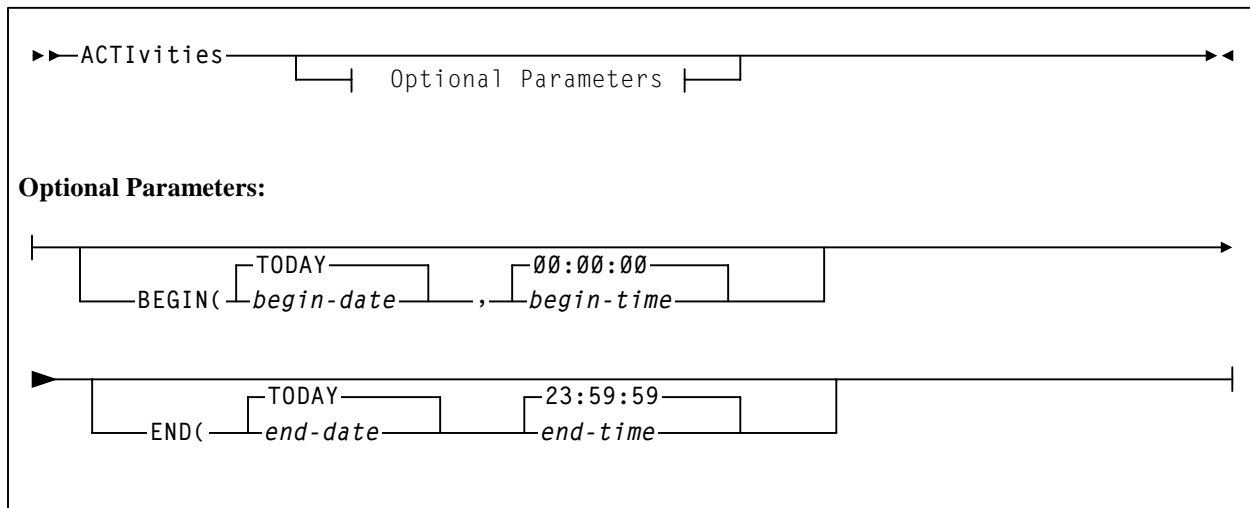 ACTIvities
Optional Parameters
Optional Parameters:
TODAY 00:00:00
BEGIN( begin-date , begin-time
TODAY 23:59:59
END( end-date end-time